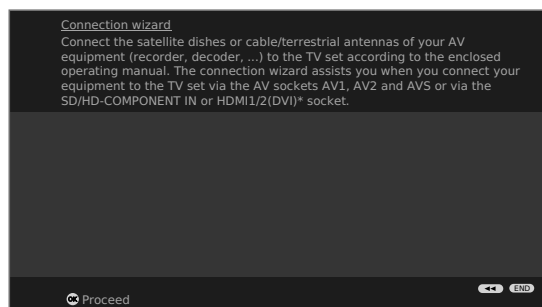 Connection wizard
Connect the satellite dishes or cable/terrestrial antennas of your AV
equipment (recorder, decoder, ...) to the TV set according to the enclosed
operating manual. The connection wizard assists you when you connect your
equipment to the TV set via the AV sockets AV1, AV2 and AVS or via the
SD/HD-COMPONENT IN or HDMI1/2(DVI)* socket.
END
OK Proceed